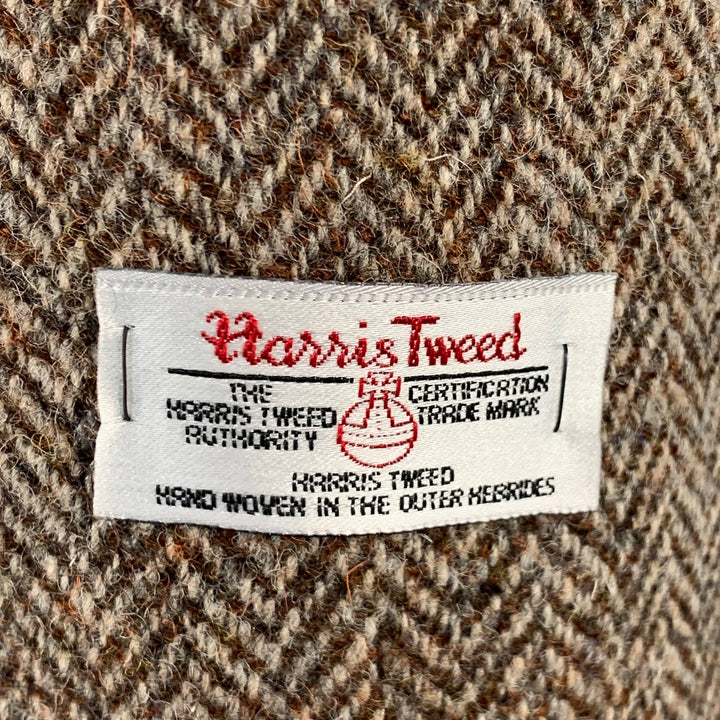 Harris Tweed
THE CERTIFICATION
HARRIS TWEED TRADE MARK
AUTHORITY
HARRIS TWEED
HAND WOVEN IN THE OUTER HEBRIDES